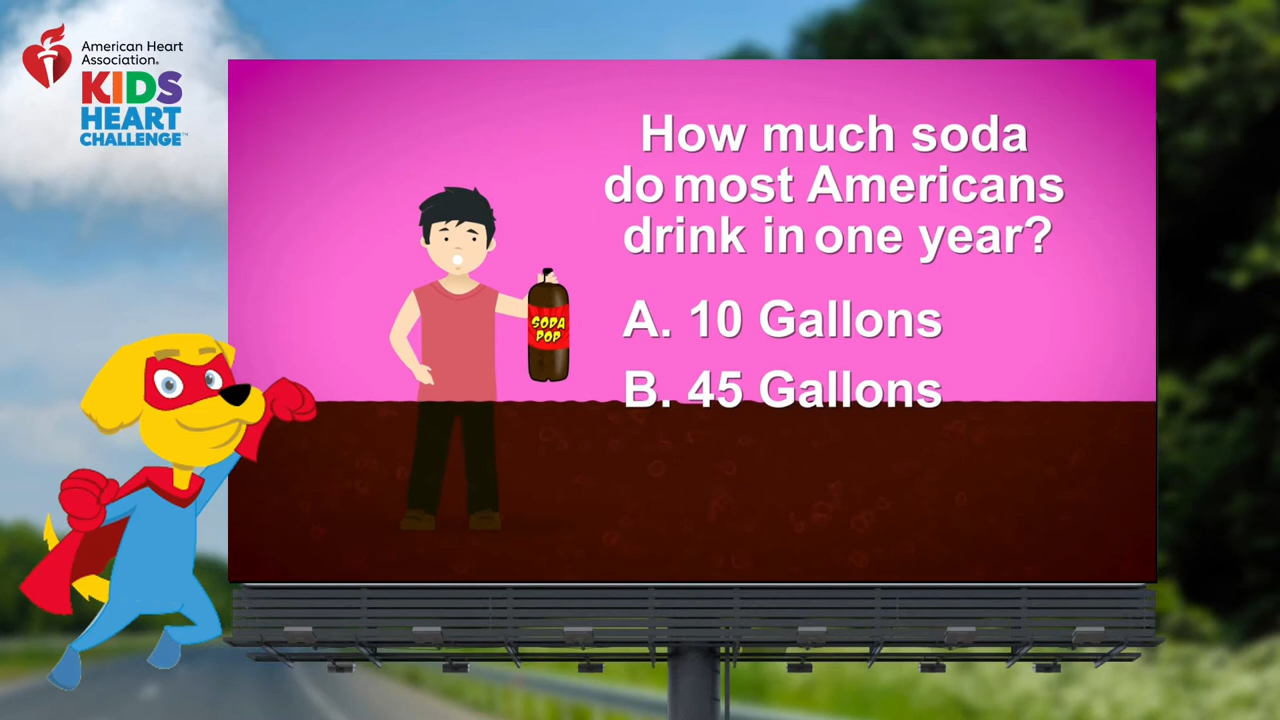 American Heart
Association®
KIDS
HEART
CHALLENGE™
How much soda
do most Americans
drink in one year?
A. 10 Gallons
B. 45 Gallons
SODA
POP